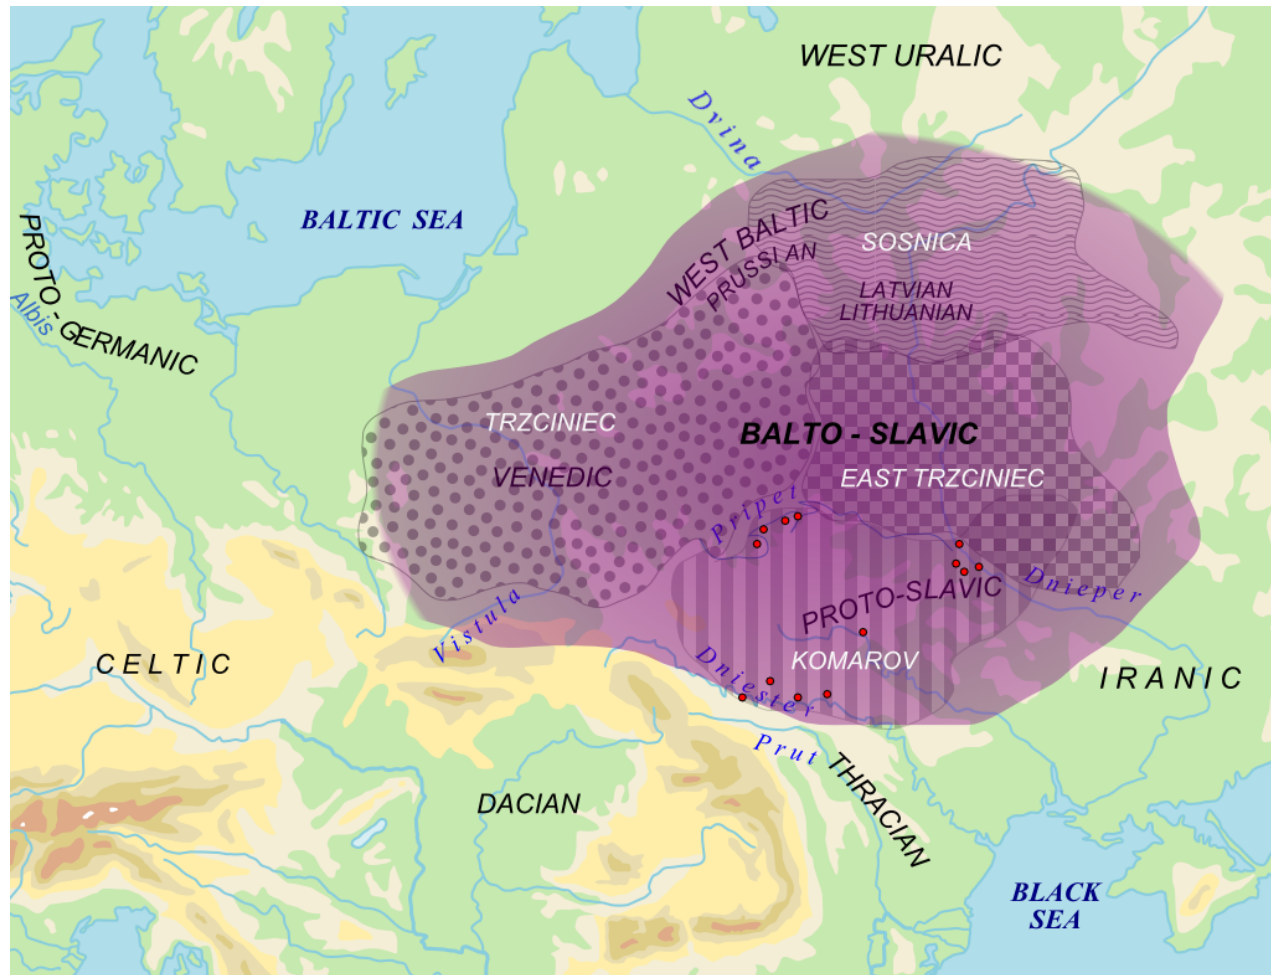 WEST URALIC
Dvina
BALTIC SEA
PROTO - GERMANIC
Albis
WEST BALTIC
PRUSSIAN
SOSNICA
LATVIAN
LITHUANIAN
TRZCINIEC
BALTO - SLAVIC
VENEDIC
EAST TRZCINIEC
Pripet
Dnieper
PROTO-SLAVIC
Vistula
KOMAROV
Dniester
CELTIC
IRANIC
Prut
THRACIAN
DACIAN
BLACK
SEA